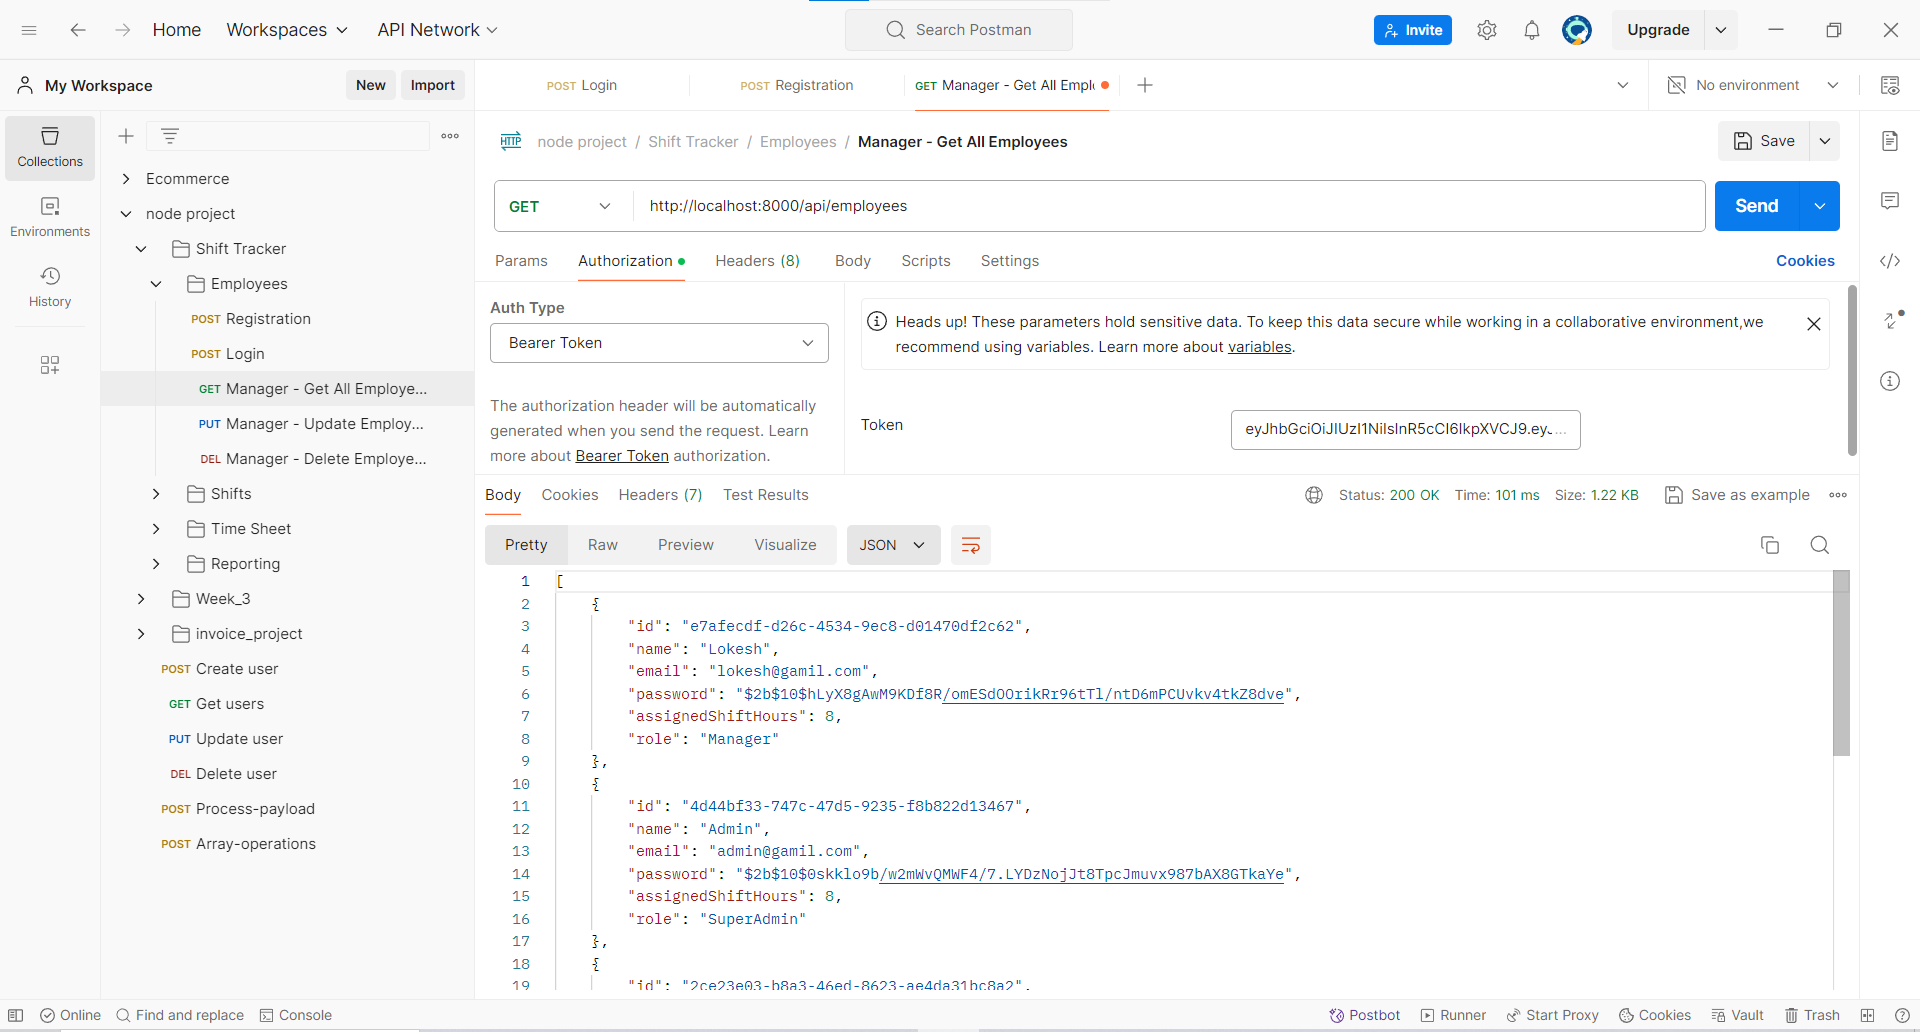 Home
Workspaces
API Network
Search Postman
Invite
Upgrade
My Workspace
New
Import
POST Login
POST Registration
GET Manager - Get All Empl
No environment
Collections
Environments
History
Ecommerce
node project
Shift Tracker
Employees
POST Registration
POST Login
GET Manager - Get All Employe...
PUT Manager - Update Employ...
DEL Manager - Delete Employe...
Shifts
Time Sheet
Reporting
Week_3
invoice_project
POST Create user
GET Get users
PUT Update user
DEL Delete user
POST Process-payload
POST Array-operations
HTTP node project / Shift Tracker / Employees / Manager - Get All Employees
Save
GET http://localhost:8000/api/employees
Send
Params Authorization Headers (8) Body Scripts Settings
Cookies
Auth Type
Bearer Token
The authorization header will be automatically
generated when you send the request. Learn
more about Bearer Token authorization.
Heads up! These parameters hold sensitive data. To keep this data secure while working in a collaborative environment,we
recommend using variables. Learn more about variables.
Token
eyJhbGciOiJIUzI1NiIsInR5cCI6IkpXVCJ9.eyJ...
Body Cookies Headers (7) Test Results
Status: 200 OK Time: 101 ms Size: 1.22 KB
Save as example
Pretty Raw Preview Visualize JSON
1 [
2 {
3 "id": "e7afecdf-d26c-4534-9ec8-d01470df2c62",
4 "name": "Lokesh",
5 "email": "lokesh@gamil.com",
6 "password": "$2b$10$hLyX8gAwM9KDf8R/omESdOOrikRr96tTl/ntD6mPCUvkv4tkZ8dve",
7 "assignedShiftHours": 8,
8 "role": "Manager"
9 },
10 {
11 "id": "4d44bf33-747c-47d5-9235-f8b822d13467",
12 "name": "Admin",
13 "email": "admin@gamil.com",
14 "password": "$2b$10$0skklo9b/w2mWvQMWF4/7.LYDzNojJt8TpcJmuvx987bAX8GTkaYe",
15 "assignedShiftHours": 8,
16 "role": "SuperAdmin"
17 },
18 {
19 "id": "2ce23e03-b8a3-46ed-8623-ae4da31bc8a2",
Online
Find and replace
Console
Postbot
Runner
Start Proxy
Cookies
Vault
Trash